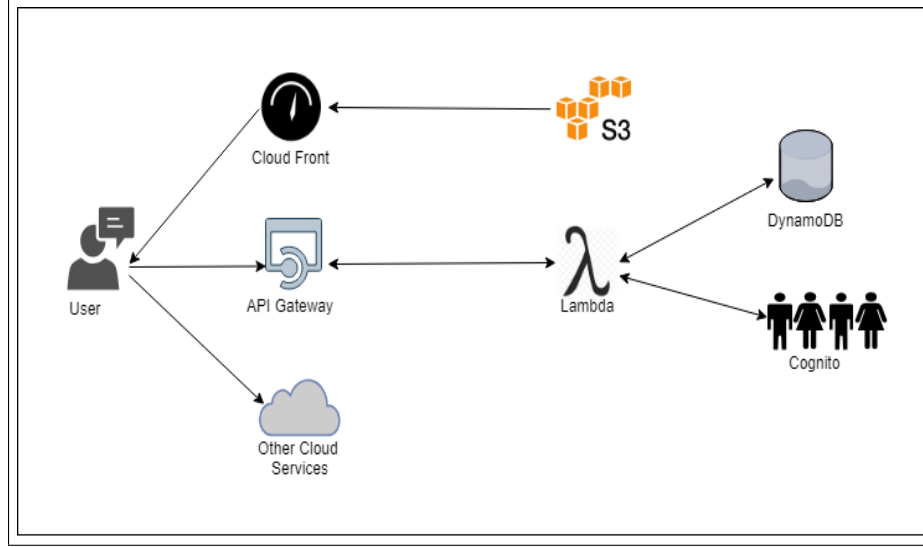 S3
Cloud Front
DynamoDB
User
API Gateway
Lambda
Cognito
Other Cloud
Services